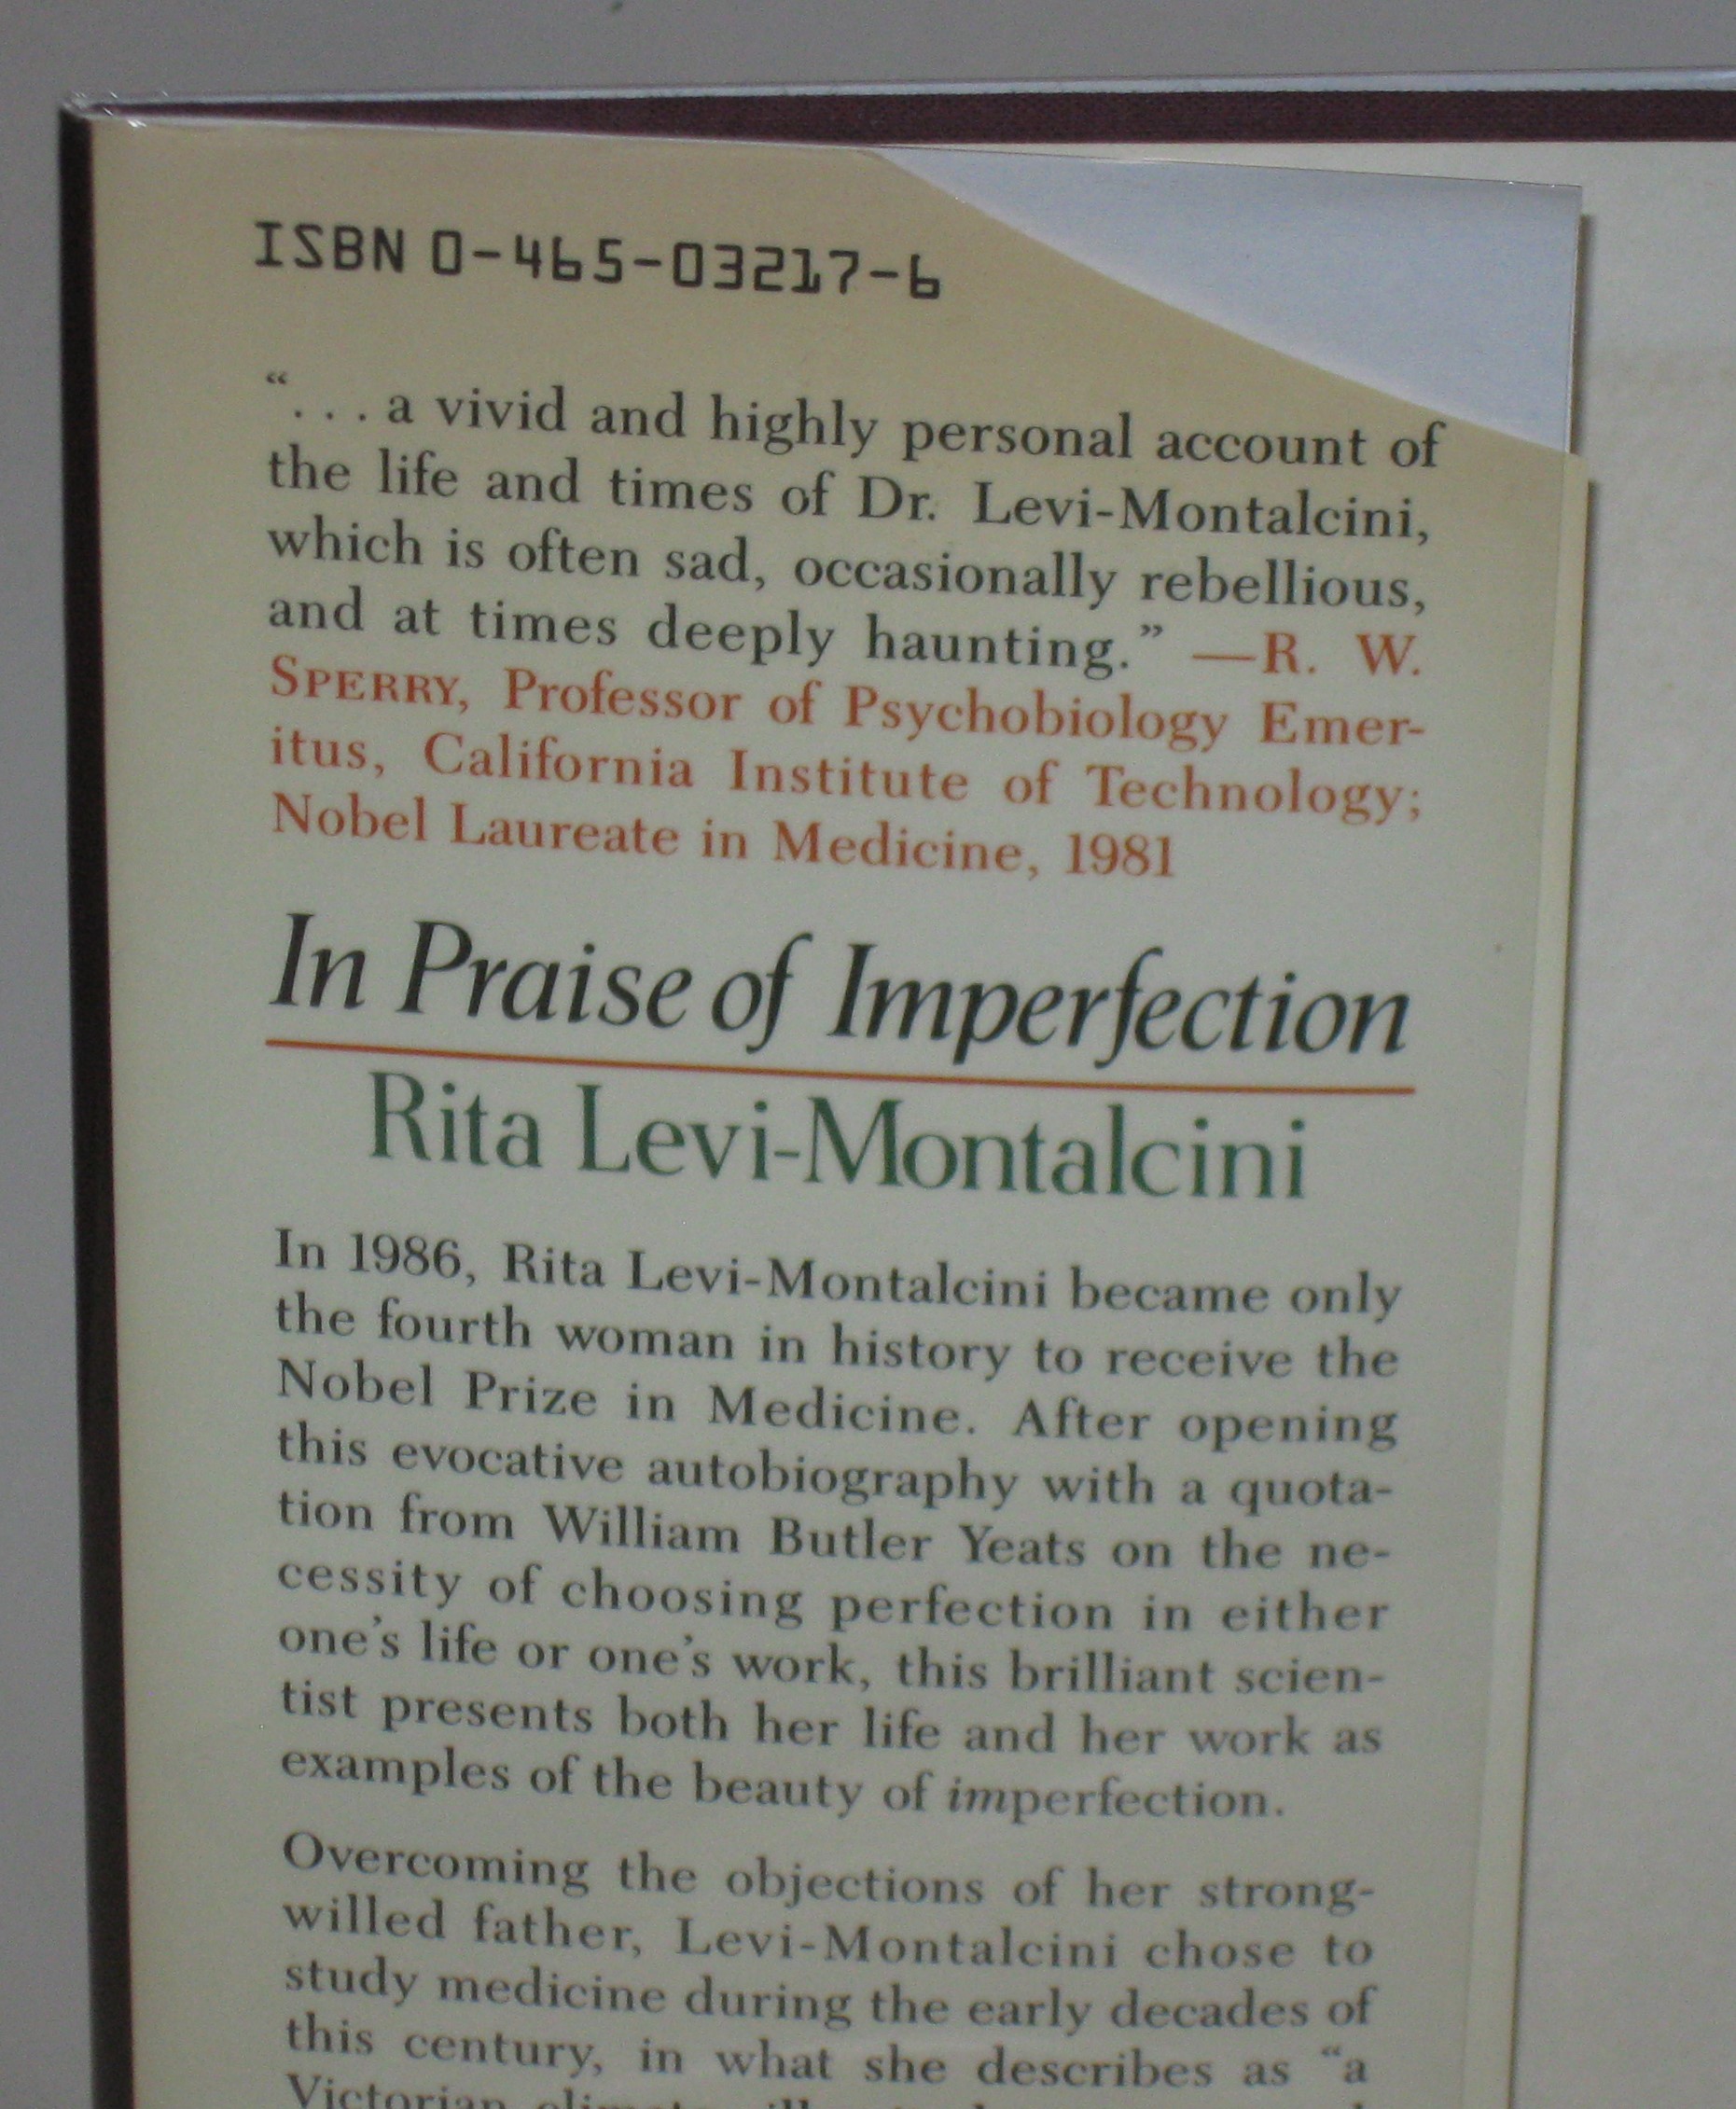 ISBN 0-465-03217-6
“. . . a vivid and highly personal account of
the life and times of Dr. Levi-Montalcini,
which is often sad, occasionally rebellious,
and at times deeply haunting.” —R. W.
SPERRY, Professor of Psychobiology Emer-
itus, California Institute of Technology;
Nobel Laureate in Medicine, 1981
In Praise of Imperfection
Rita Levi-Montalcini
In 1986, Rita Levi-Montalcini became only
the fourth woman in history to receive the
Nobel Prize in Medicine. After opening
this evocative autobiography with a quota-
tion from William Butler Yeats on the ne-
cessity of choosing perfection in either
one’s life or one’s work, this brilliant scien-
tist presents both her life and her work as
examples of the beauty of imperfection.
Overcoming the objections of her strong-
willed father, Levi-Montalcini chose to
study medicine during the early decades of
this century, in what she describes as “a
Victorian